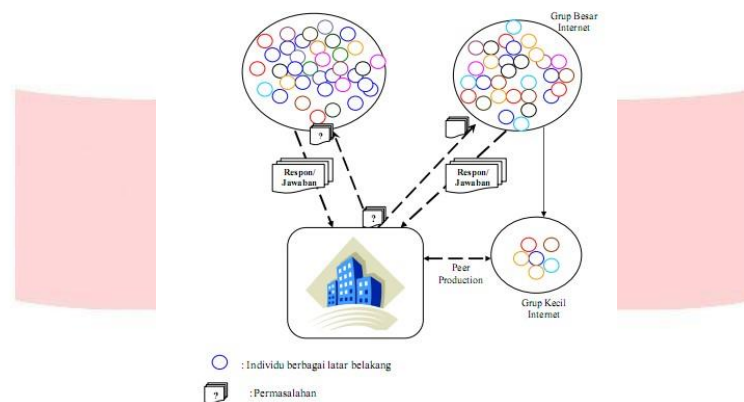 Grup Besar
Internet
?
Respon/
Jawaban
Respon/
Jawaban
?
Peer
Production
Grup Kecil
Internet
: Individu berbagai latar belakang
?
: Permasalahan